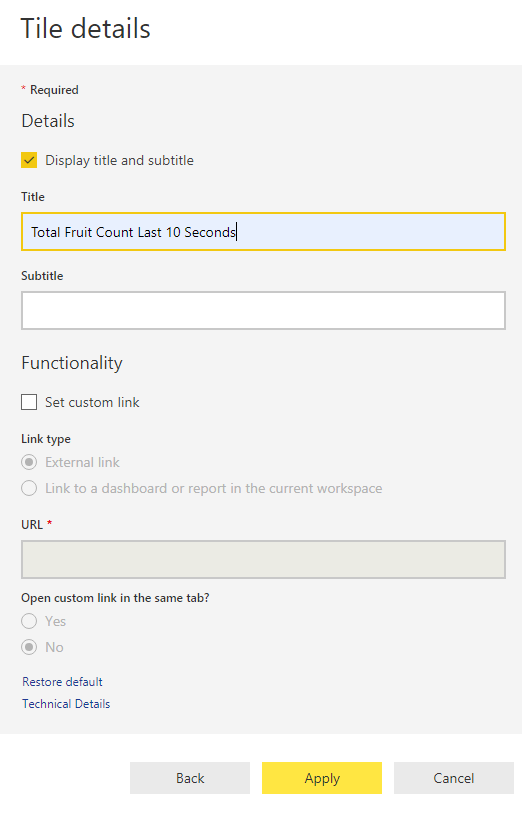 Tile details
* Required
Details
Display title and subtitle
Title
Total Fruit Count Last 10 Seconds
Subtitle
Functionality
Set custom link
Link type
External link
Link to a dashboard or report in the current workspace
URL *
Open custom link in the same tab?
Yes
No
Restore default
Technical Details
Back Apply Cancel